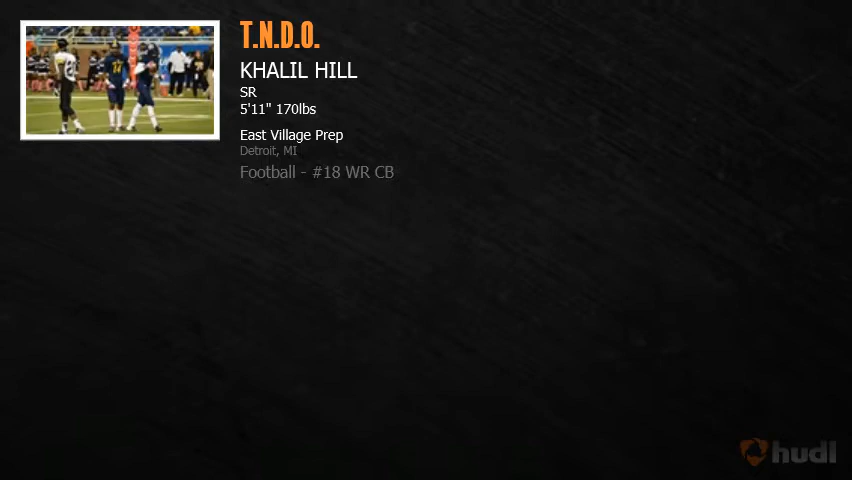 T.N.D.O.
KHALIL HILL
SR
5'11" 170lbs
East Village Prep
Detroit, MI
Football - #18 WR CB
hudl